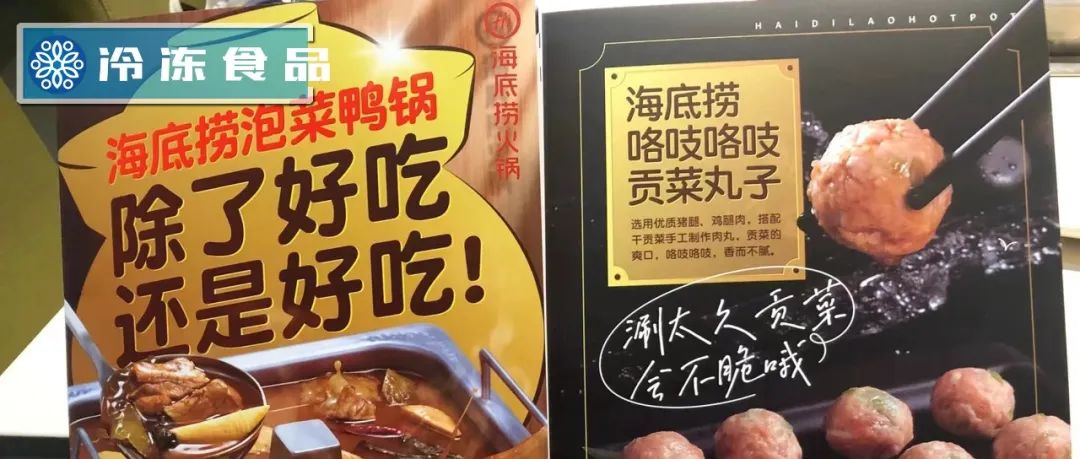 冷冻食品
海底捞火锅
海底捞泡菜鸭锅
除了好吃
还是好吃！
HAIDILAOHOTPOT
海底捞
咯吱咯吱
贡菜丸子
选用优质猪腿、鸡腿肉，搭配
干贡菜手工制作肉丸，贡菜的
爽口，咯吱咯吱，香而不腻。
涮太久贡菜
会不脆哦